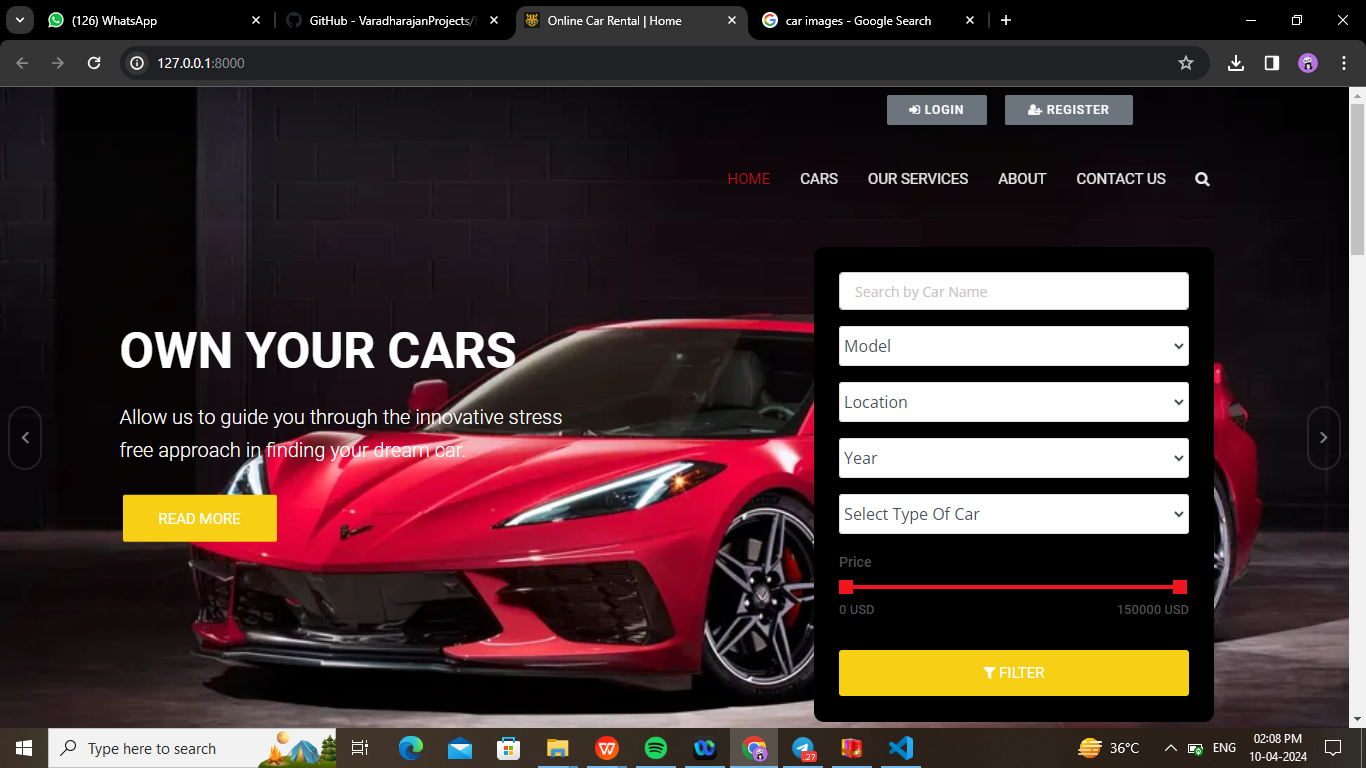 (126) WhatsApp
GitHub - VaradharajanProjects/
Online Car Rental | Home
car images - Google Search
127.0.0.1:8000
LOGIN
REGISTER
HOME
CARS
OUR SERVICES
ABOUT
CONTACT US
OWN YOUR CARS
Allow us to guide you through the innovative stress
free approach in finding your dream car.
READ MORE
Search by Car Name
Model
Location
Year
Select Type Of Car
Price
0 USD
150000 USD
FILTER
Type here to search
27
36°C
ENG
02:08 PM
10-04-2024